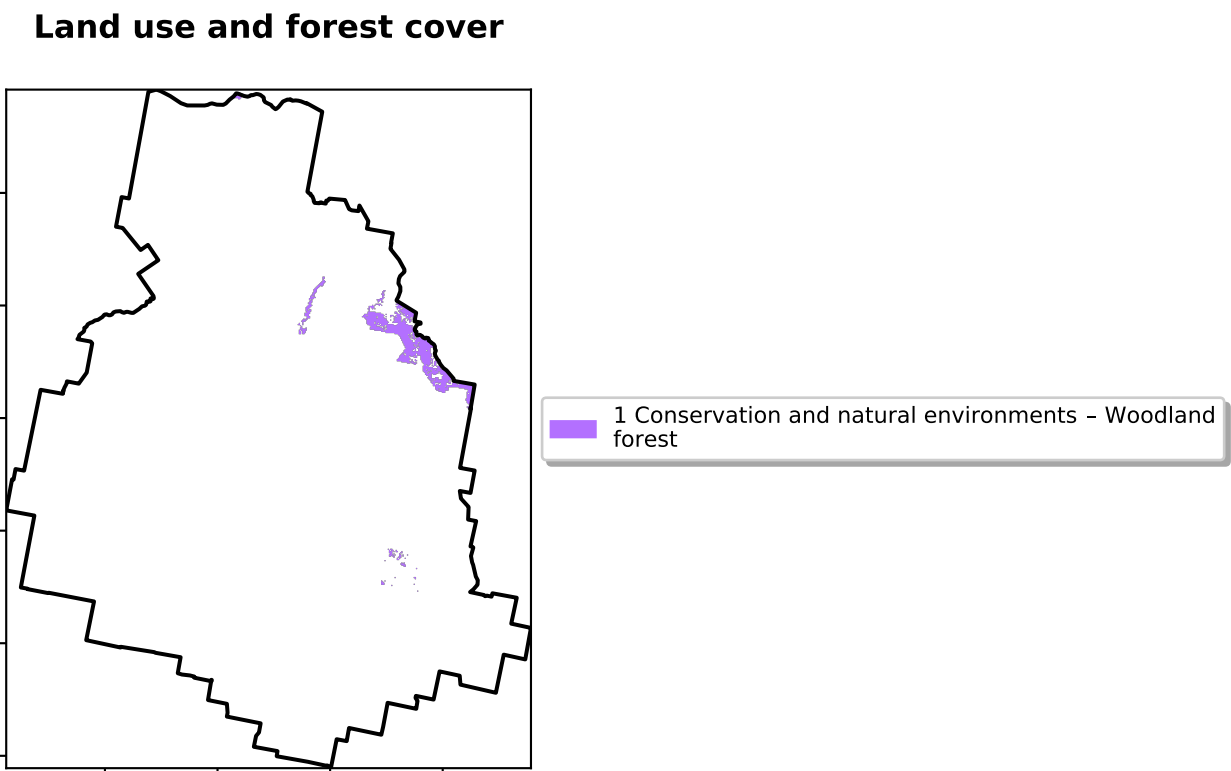 Land use and forest cover
1 Conservation and natural environments – Woodland
forest